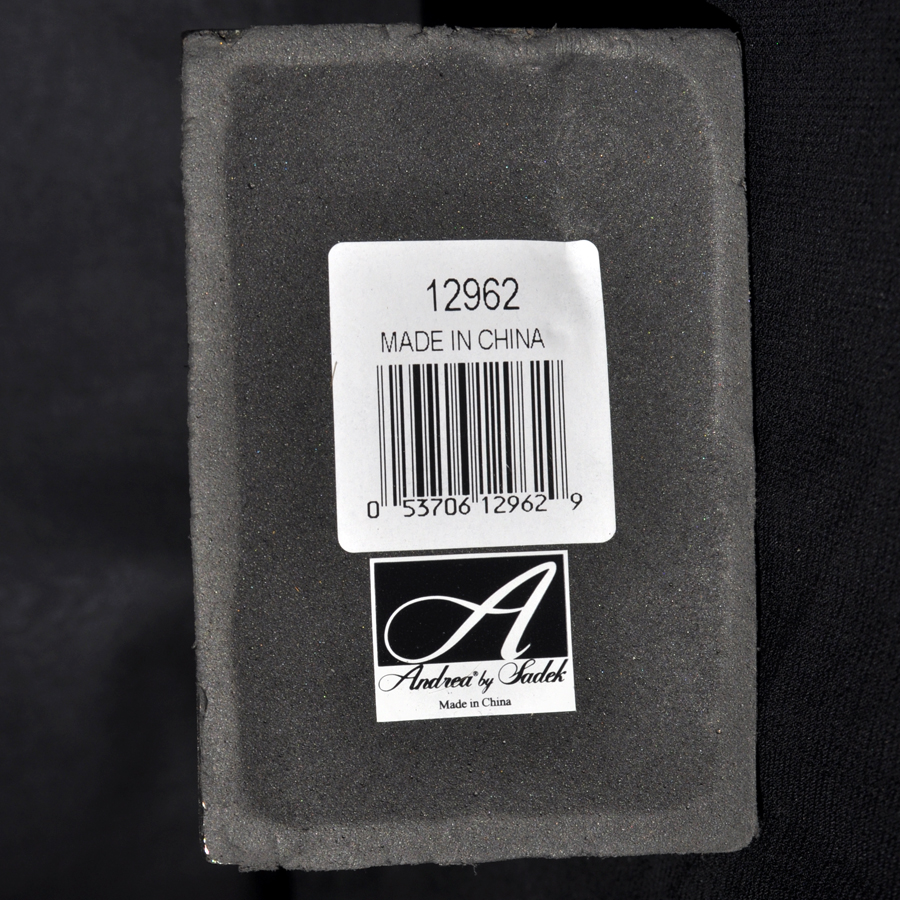 12962
MADE IN CHINA
0 53706 12962 9
A
Andrea® by Sadek
Made in China